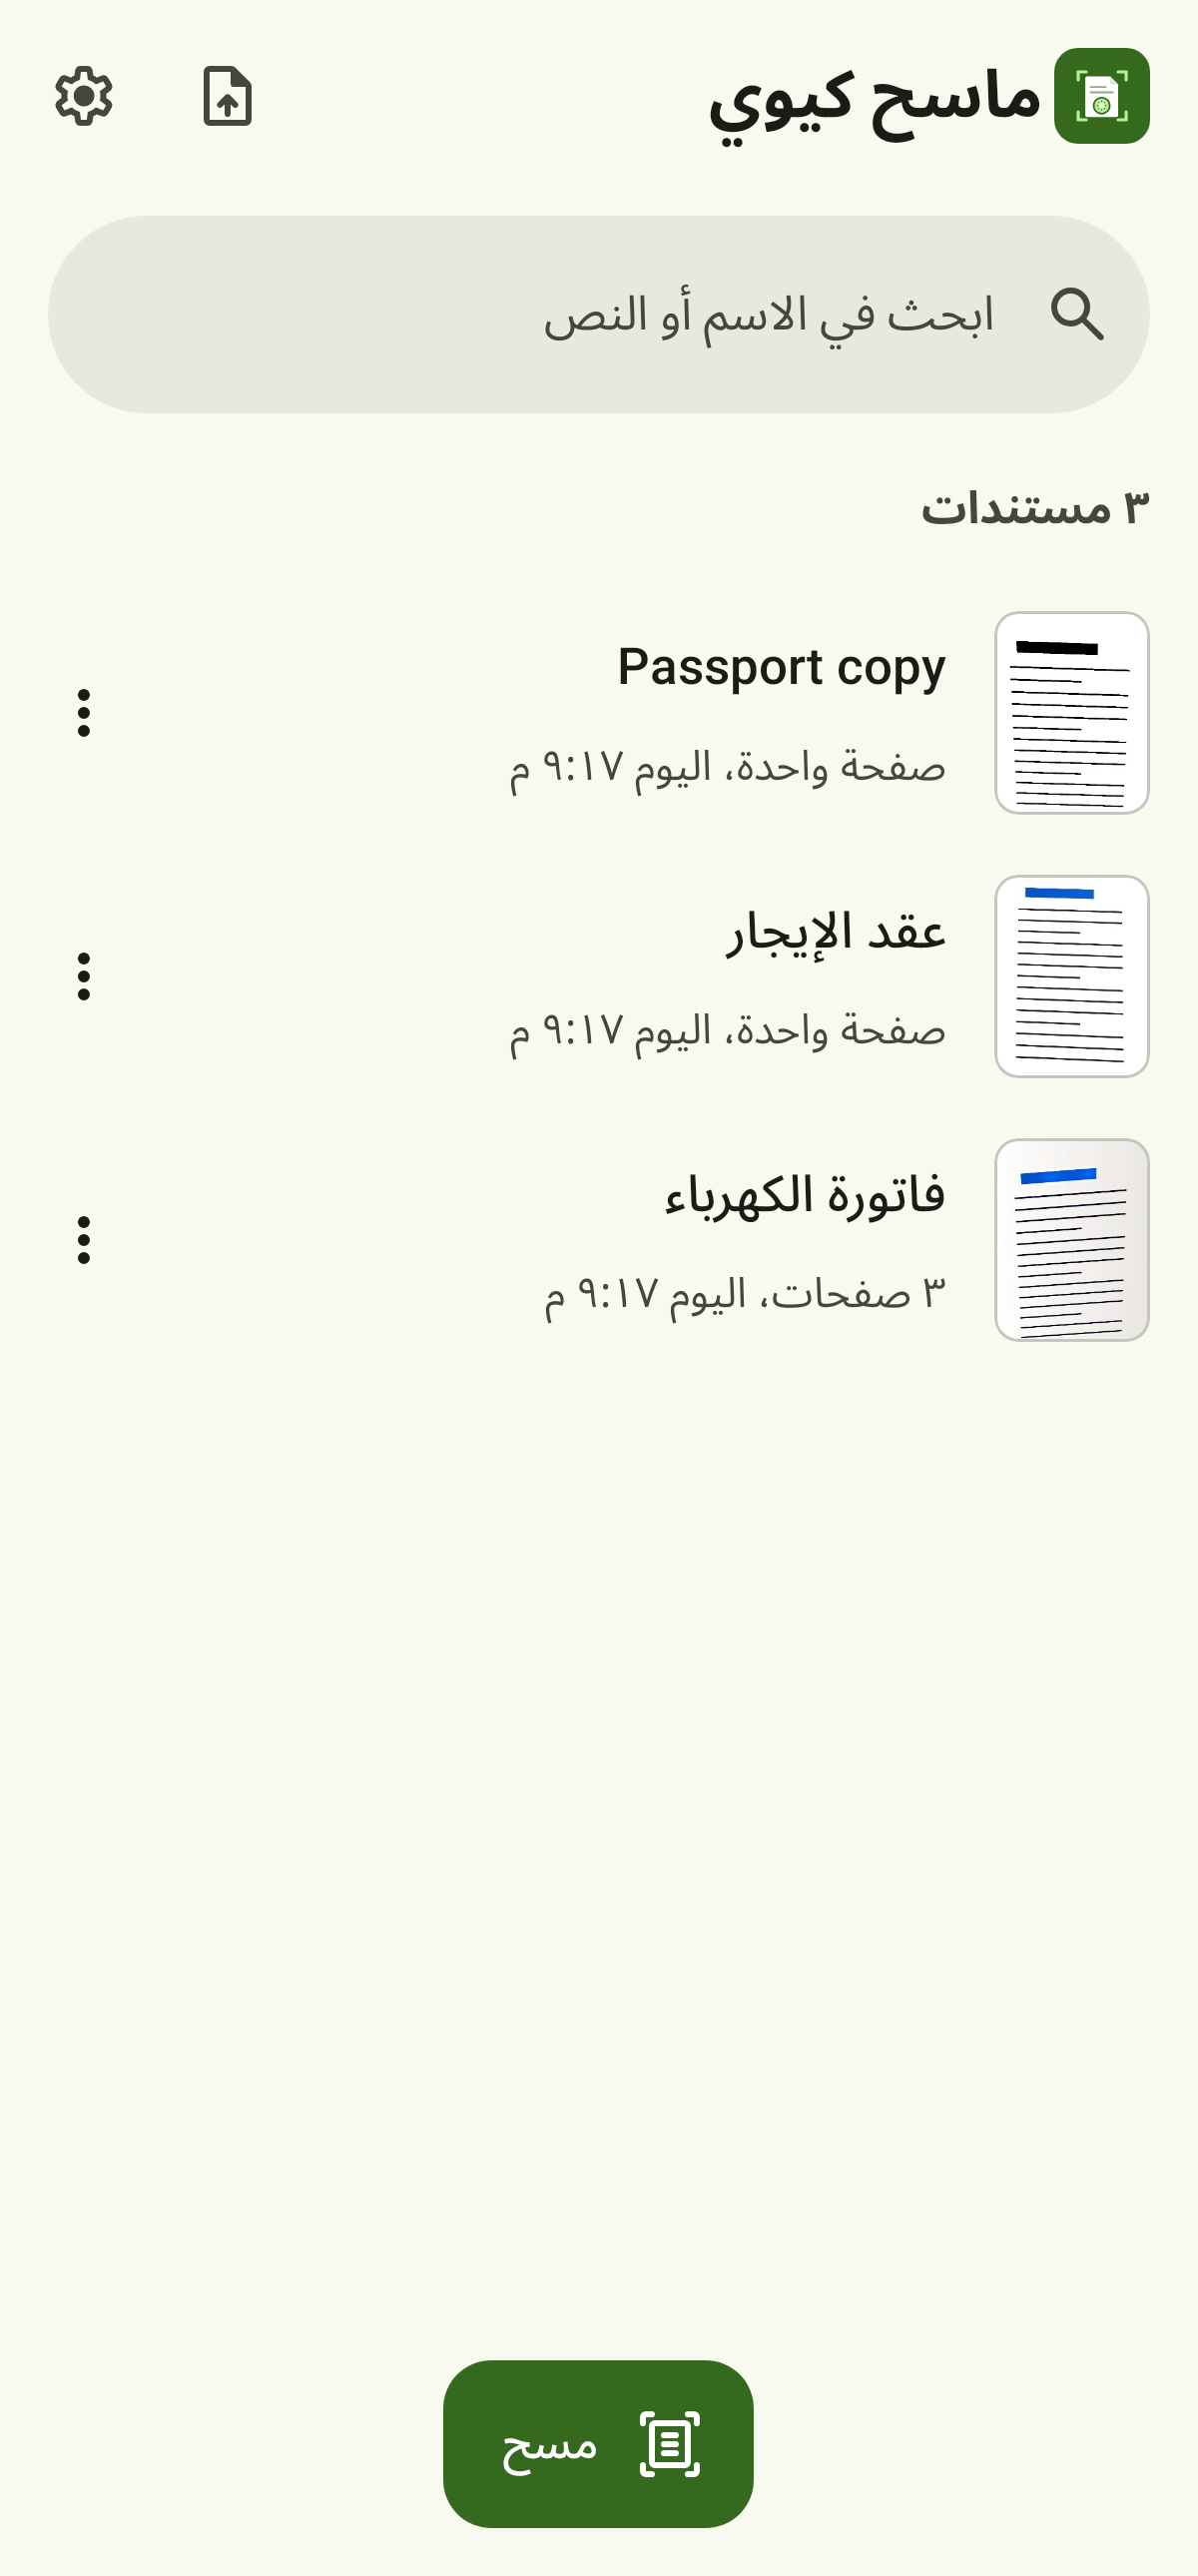 ماسح كيوي
ابحث في الاسم أو النص
٣ مستندات
Passport copy
صفحة واحدة، اليوم ٩:١٧ م
عقد الإيجار
صفحة واحدة، اليوم ٩:١٧ م
فاتورة الكهرباء
٣ صفحات، اليوم ٩:١٧ م
مسح